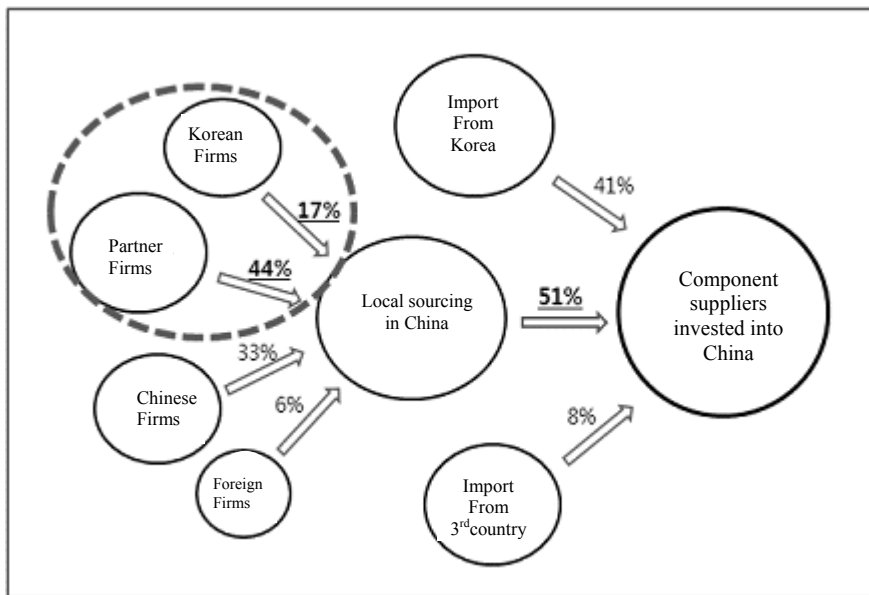 Korean
Firms
17%
Partner
Firms
44%
Chinese
Firms
33%
Foreign
Firms
6%
Local sourcing
in China
51%
Import
From
Korea
41%
Import
From
3rdcountry
8%
Component
suppliers
invested into
China